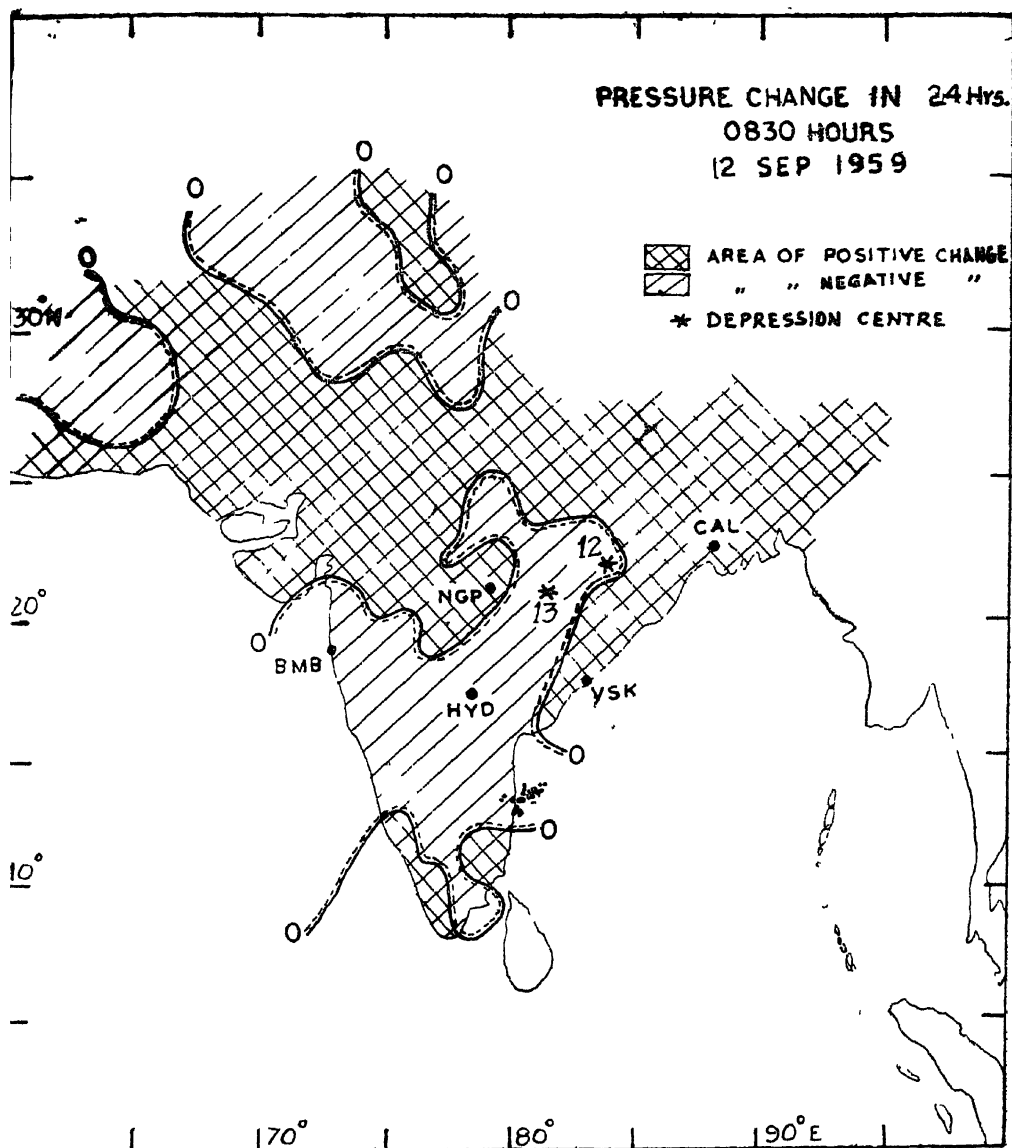 PRESSURE CHANGE IN 24 Hrs.
0830 HOURS
12 SEP 1959
AREA OF POSITIVE CHANGE
" " NEGATIVE "
* DEPRESSION CENTRE
0
0
0
0
0
30°N
CAL
12
NGP
13
20°
0
BMB
HYD
VSK
0
0
10°
0
70°
80°
90°E